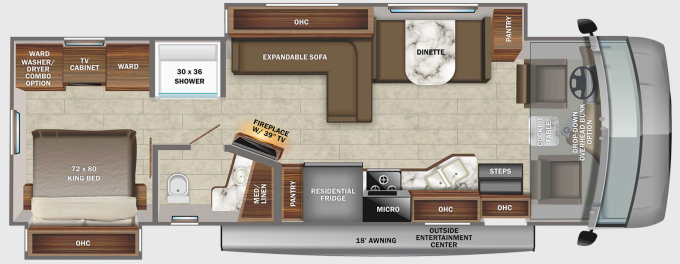 OHC
PANTRY
WARD
WASHER/
DRYER
COMBO
OPTION
TV
CABINET
WARD
30 x 36
SHOWER
EXPANDABLE SOFA
DINETTE
COCKPIT
TABLE
DROP-DOWN
OVERHEAD BUNK
OPTION
FIREPLACE
W/ 39" TV
72 x 80
KING BED
MED/
LINEN
PANTRY
RESIDENTIAL
FRIDGE
MICRO
STEPS
OHC
OHC
OHC
18' AWNING
OUTSIDE
ENTERTAINMENT
CENTER